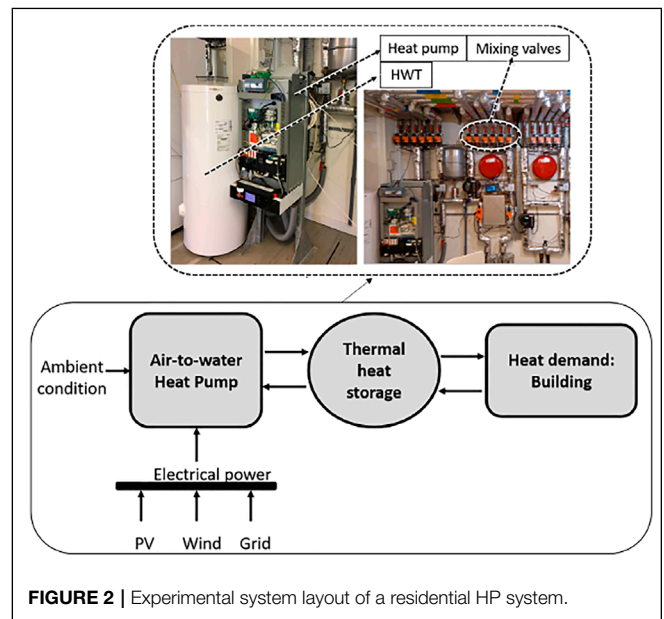 Heat pump
Mixing valves
HWT
Ambient
condition
Air-to-water
Heat Pump
Thermal
heat
storage
Heat demand:
Building
Electrical power
PV
Wind
Grid
FIGURE 2 | Experimental system layout of a residential HP system.